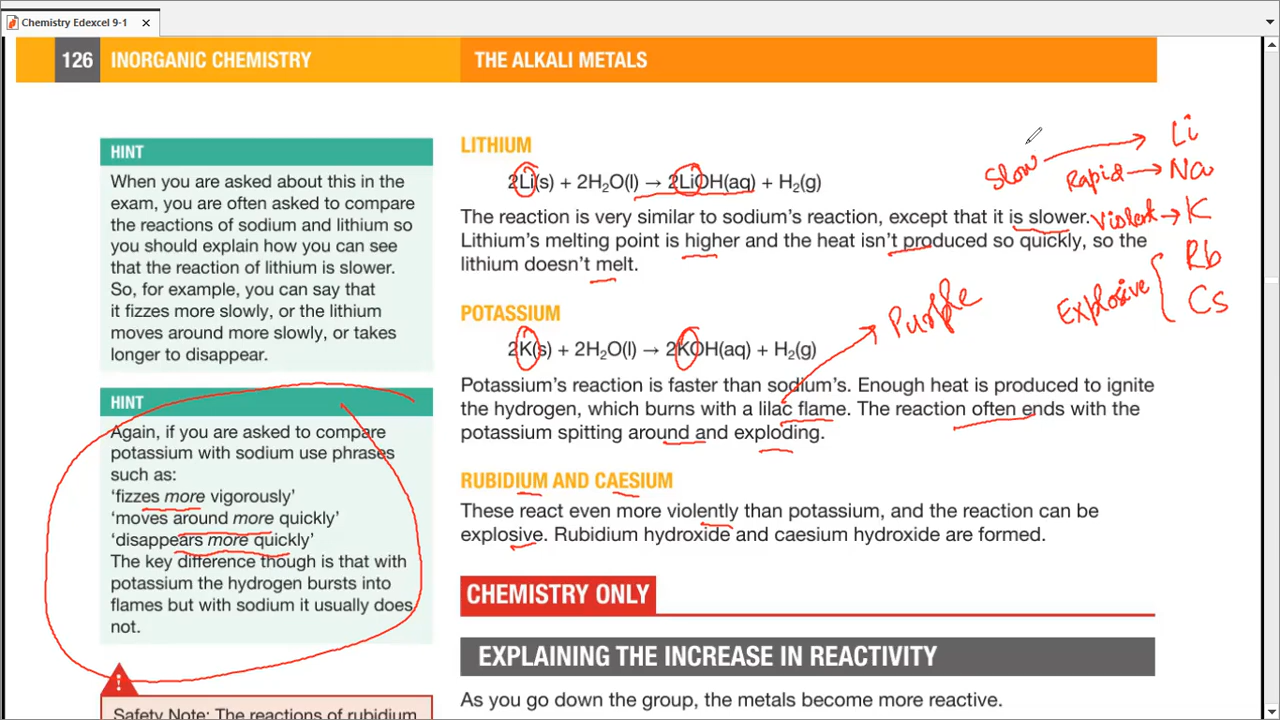 Chemistry Edexcel 9-1
126 INORGANIC CHEMISTRY
THE ALKALI METALS
HINT
When you are asked about this in the
exam, you are often asked to compare
the reactions of sodium and lithium so
you should explain how you can see
that the reaction of lithium is slower.
So, for example, you can say that
it fizzes more slowly, or the lithium
moves around more slowly, or takes
longer to disappear.
HINT
Again, if you are asked to compare
potassium with sodium use phrases
such as:
‘fizzes more vigorously’
‘moves around more quickly’
‘disappears more quickly’
The key difference though is that with
potassium the hydrogen bursts into
flames but with sodium it usually does
not.
!
Safety Note: The reactions of rubidium
LITHIUM
2Li(s) + 2H₂O(l) → 2LiOH(aq) + H₂(g)
The reaction is very similar to sodium’s reaction, except that it is slower.
Lithium’s melting point is higher and the heat isn’t produced so quickly, so the
lithium doesn’t melt.
POTASSIUM
2K(s) + 2H₂O(l) → 2KOH(aq) + H₂(g)
Potassium’s reaction is faster than sodium’s. Enough heat is produced to ignite
the hydrogen, which burns with a lilac flame. The reaction often ends with the
potassium spitting around and exploding.
RUBIDIUM AND CAESIUM
These react even more violently than potassium, and the reaction can be
explosive. Rubidium hydroxide and caesium hydroxide are formed.
CHEMISTRY ONLY
EXPLAINING THE INCREASE IN REACTIVITY
As you go down the group, the metals become more reactive.
Slow → Li
Rapid → Na
Violent → K
Rb
Explosive { Cs
Purple